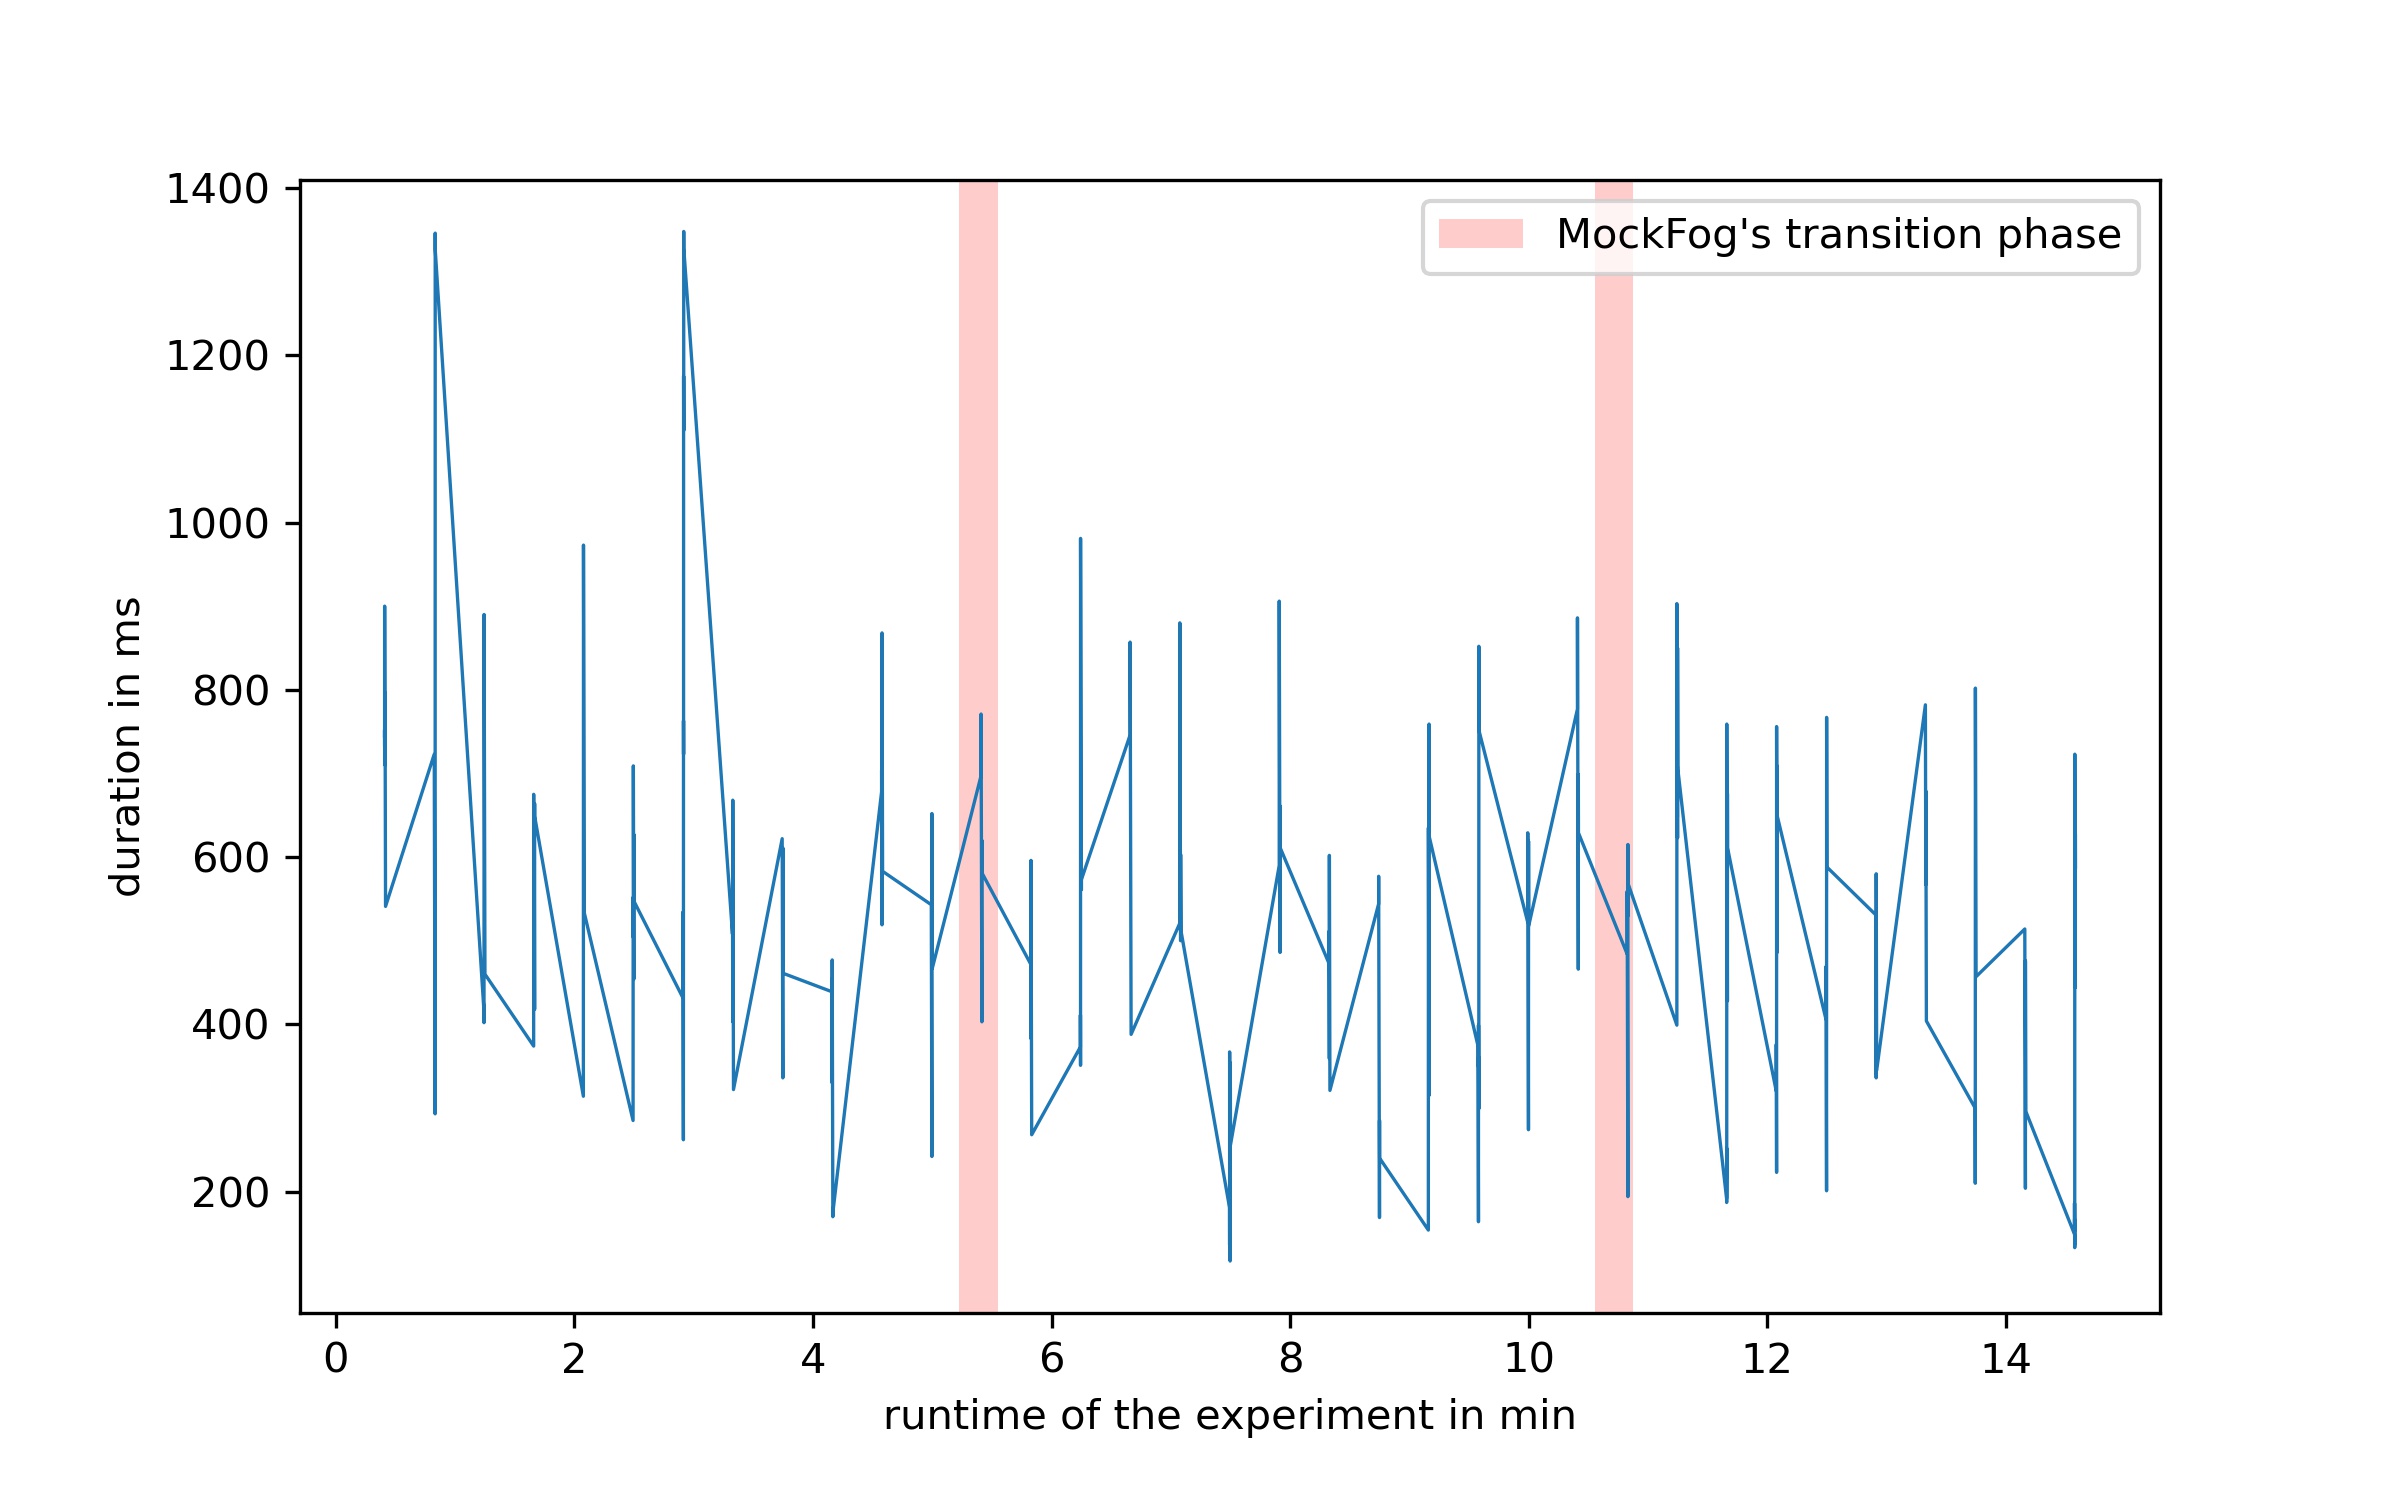 MockFog's transition phase
1400
1200
1000
800
600
400
200
duration in ms
0 2 4 6 8 10 12 14
runtime of the experiment in min